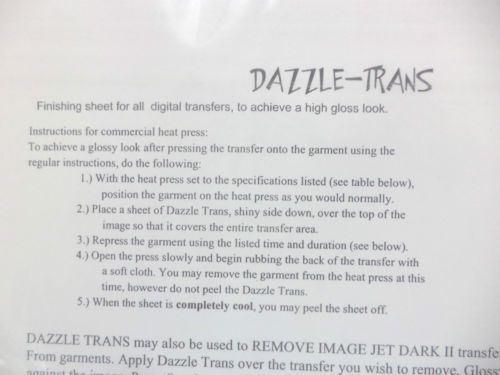 DAZZLE-TRANS
Finishing sheet for all digital transfers, to achieve a high gloss look.
Instructions for commercial heat press:
To achieve a glossy look after pressing the transfer onto the garment using the
regular instructions, do the following:
1.) With the heat press set to the specifications listed (see table below),
position the garment on the heat press as you would normally.
2.) Place a sheet of Dazzle Trans, shiny side down, over the top of the
image so that it covers the entire transfer area.
3.) Repress the garment using the listed time and duration (see below).
4.) Open the press slowly and begin rubbing the back of the transfer with
a soft cloth. You may remove the garment from the heat press at this
time, however do not peel the Dazzle Trans.
5.) When the sheet is completely cool, you may peel the sheet off.
DAZZLE TRANS may also be used to REMOVE IMAGE JET DARK II transfe
From garments. Apply Dazzle Trans over the transfer you wish to remove. Gloss
against the image.